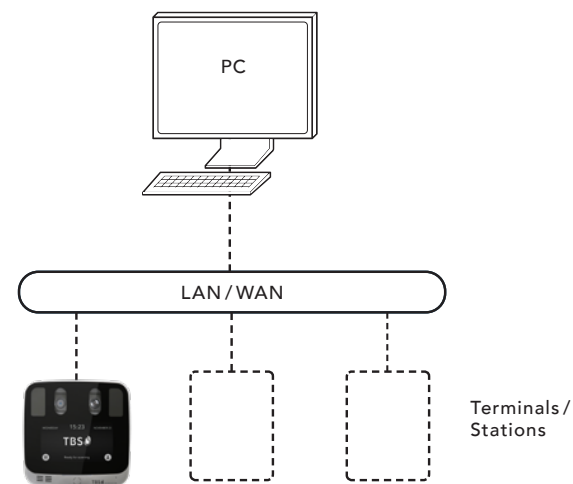 PC
LAN / WAN
15:23
TBS
Terminals /
Stations